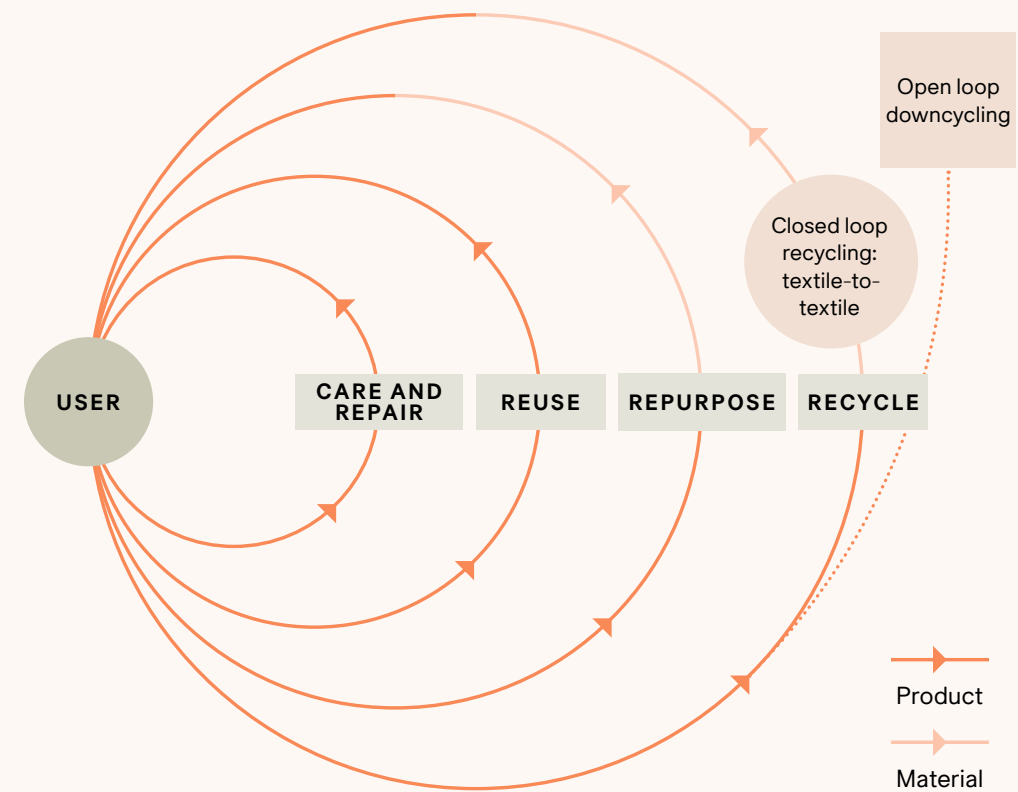 Open loop
downcycling
Closed loop
recycling:
textile-to-
textile
USER
CARE AND
REPAIR
REUSE
REPURPOSE
RECYCLE
Product
Material